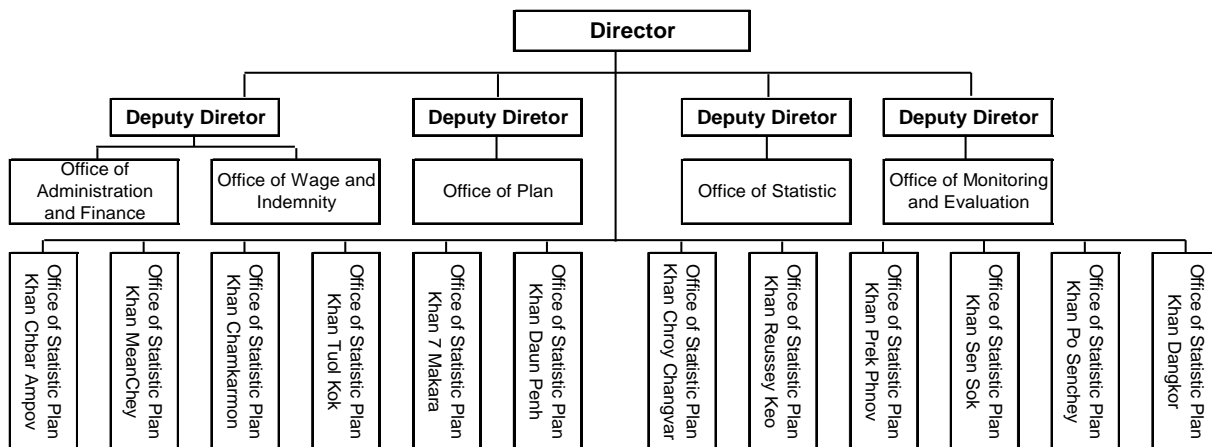 Director
Deputy Diretor
Deputy Diretor
Deputy Diretor
Deputy Diretor
Office of
Administration
and Finance
Office of Wage and
Indemnity
Office of Plan
Office of Statistic
Office of Monitoring
and Evaluation
Office of Statistic Plan
Khan Chbar Ampov
Office of Statistic Plan
Khan MeanChey
Office of Statistic Plan
Khan Chamkarmon
Office of Statistic Plan
Khan Tuol Kok
Office of Statistic Plan
Khan 7 Makara
Office of Statistic Plan
Khan Daun Penh
Office of Statistic Plan
Khan Chroy Changvar
Office of Statistic Plan
Khan Reussey Keo
Office of Statistic Plan
Khan Prek Phnov
Office of Statistic Plan
Khan Sen Sok
Office of Statistic Plan
Khan Po Senchey
Office of Statistic Plan
Khan Dangkor